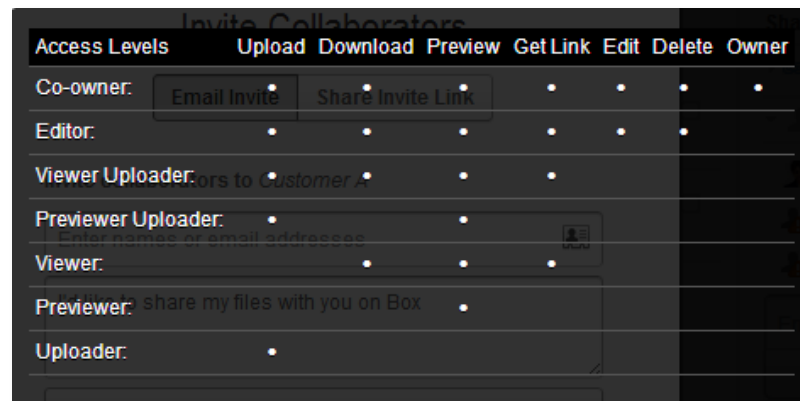 Invite Collaborators
Access Levels Upload Download Preview Get Link Edit Delete Owner
Co-owner: • • • • • • •
Email Invite Share Invite Link
Editor: • • • • • •
Viewer Uploader: • • • •
Invite collaborators to Customer A
Previewer Uploader: • •
Enter names or email addresses
Viewer: • • •
I'd like to share my files with you on Box
Previewer: •
Uploader: •